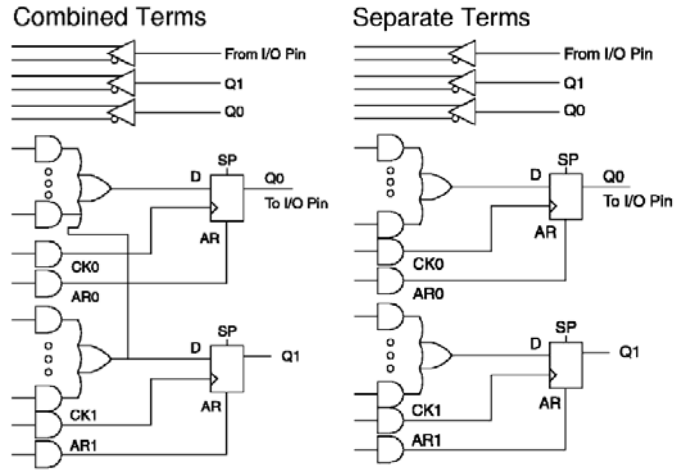 Combined Terms
From I/O Pin
Q1
Q0
SP
D
Q0
To I/O Pin
AR
CK0
AR0
SP
D
Q1
AR
CK1
AR1
Separate Terms
From I/O Pin
Q1
Q0
SP
D
Q0
To I/O Pin
AR
CK0
AR0
SP
D
Q1
AR
CK1
AR1